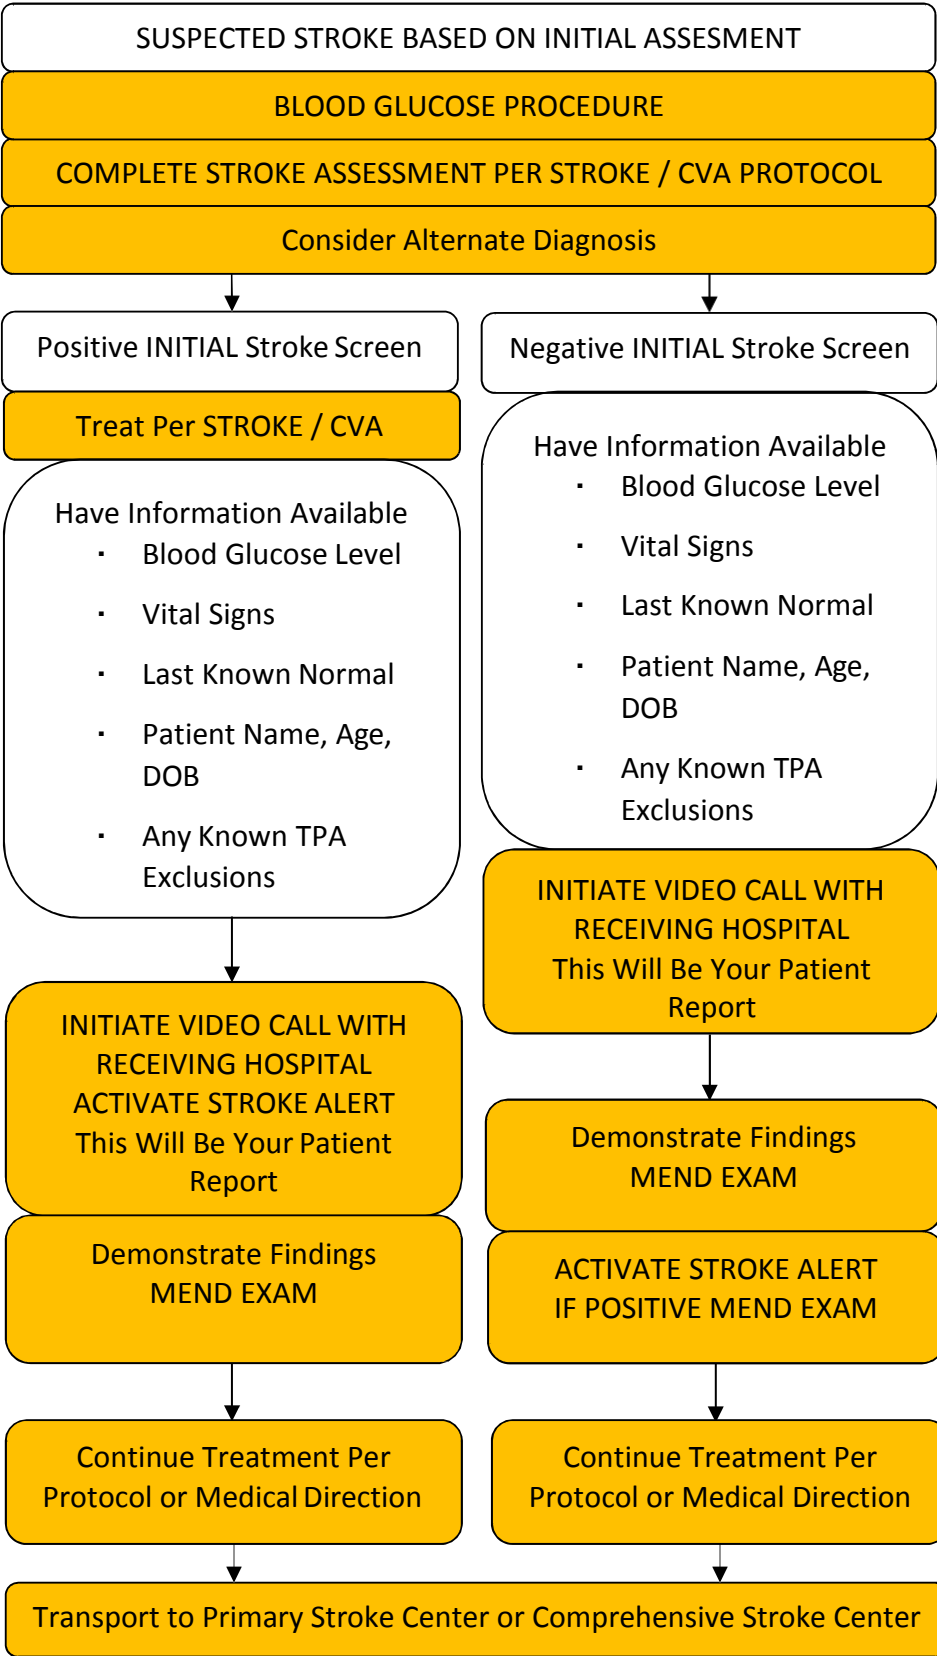 SUSPECTED STROKE BASED ON INITIAL ASSESMENT
BLOOD GLUCOSE PROCEDURE
COMPLETE STROKE ASSESSMENT PER STROKE / CVA PROTOCOL
Consider Alternate Diagnosis
Positive INITIAL Stroke Screen
Treat Per STROKE / CVA
Have Information Available
▪ Blood Glucose Level
▪ Vital Signs
▪ Last Known Normal
▪ Patient Name, Age,
DOB
▪ Any Known TPA
Exclusions
INITIATE VIDEO CALL WITH
RECEIVING HOSPITAL
ACTIVATE STROKE ALERT
This Will Be Your Patient
Report
Demonstrate Findings
MEND EXAM
Continue Treatment Per
Protocol or Medical Direction
Negative INITIAL Stroke Screen
Have Information Available
▪ Blood Glucose Level
▪ Vital Signs
▪ Last Known Normal
▪ Patient Name, Age,
DOB
▪ Any Known TPA
Exclusions
INITIATE VIDEO CALL WITH
RECEIVING HOSPITAL
This Will Be Your Patient
Report
Demonstrate Findings
MEND EXAM
ACTIVATE STROKE ALERT
IF POSITIVE MEND EXAM
Continue Treatment Per
Protocol or Medical Direction
Transport to Primary Stroke Center or Comprehensive Stroke Center